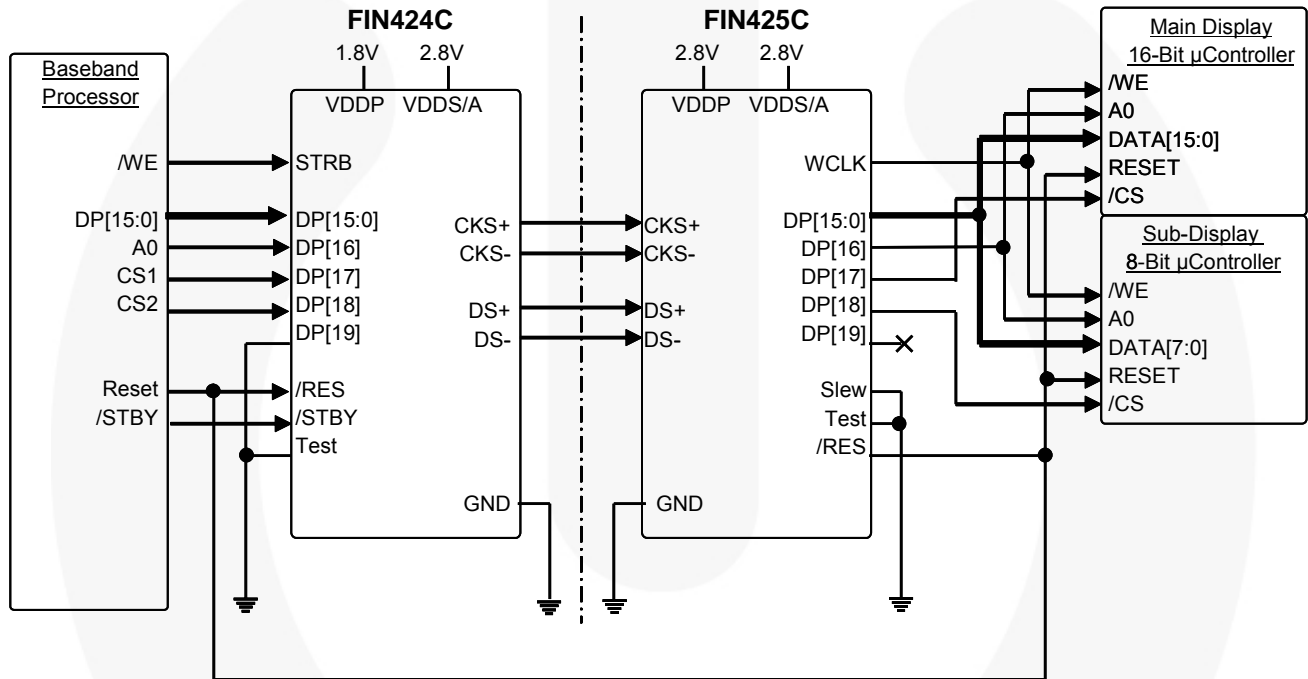 FIN424C
FIN425C
Baseband
Processor
/WE
DP[15:0]
A0
CS1
CS2
Reset
/STBY
1.8V
2.8V
VDDP
VDDS/A
STRB
DP[15:0]
DP[16]
DP[17]
DP[18]
DP[19]
/RES
/STBY
Test
CKS+
CKS-
DS+
DS-
GND
2.8V
2.8V
VDDP
VDDS/A
CKS+
CKS-
DS+
DS-
GND
WCLK
DP[15:0]
DP[16]
DP[17]
DP[18]
DP[19]
Slew
Test
/RES
Main Display
16-Bit µController
/WE
A0
DATA[15:0]
RESET
/CS
Sub-Display
8-Bit µController
/WE
A0
DATA[7:0]
RESET
/CS